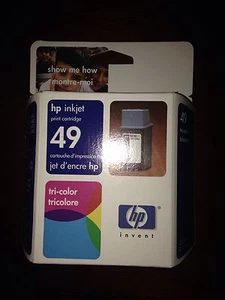 show me how
montre-moi
hp inkjet
print cartridge
49
cartouche d'impression
jet d'encre hp
tri-color
tricolore
49
hp
invent